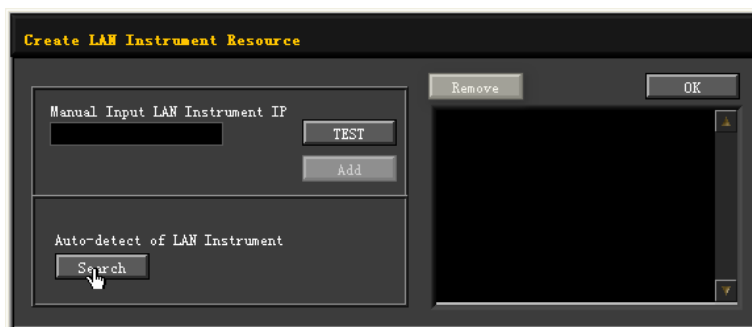 Create LAN Instrument Resource
Remove
OK
Manual Input LAN Instrument IP
TEST
Add
Auto-detect of LAN Instrument
Search